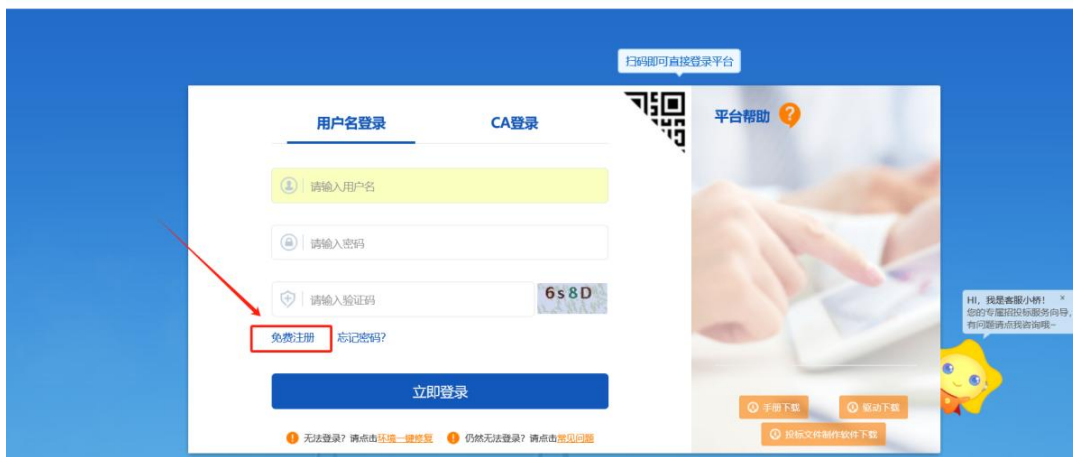 扫码即可直接登录平台
用户名登录
CA登录
平台帮助 ?
请输入用户名
请输入密码
请输入验证码
6s8D
免费注册
忘记密码?
立即登录
无法登录?请点击环境一键修复
仍然无法登录?请点击常见问题
HI,我是客服小桥! ×
您的专属招投标服务向导,
有问题请点我咨询哦~
手册下载
驱动下载
投标文件制作软件下载